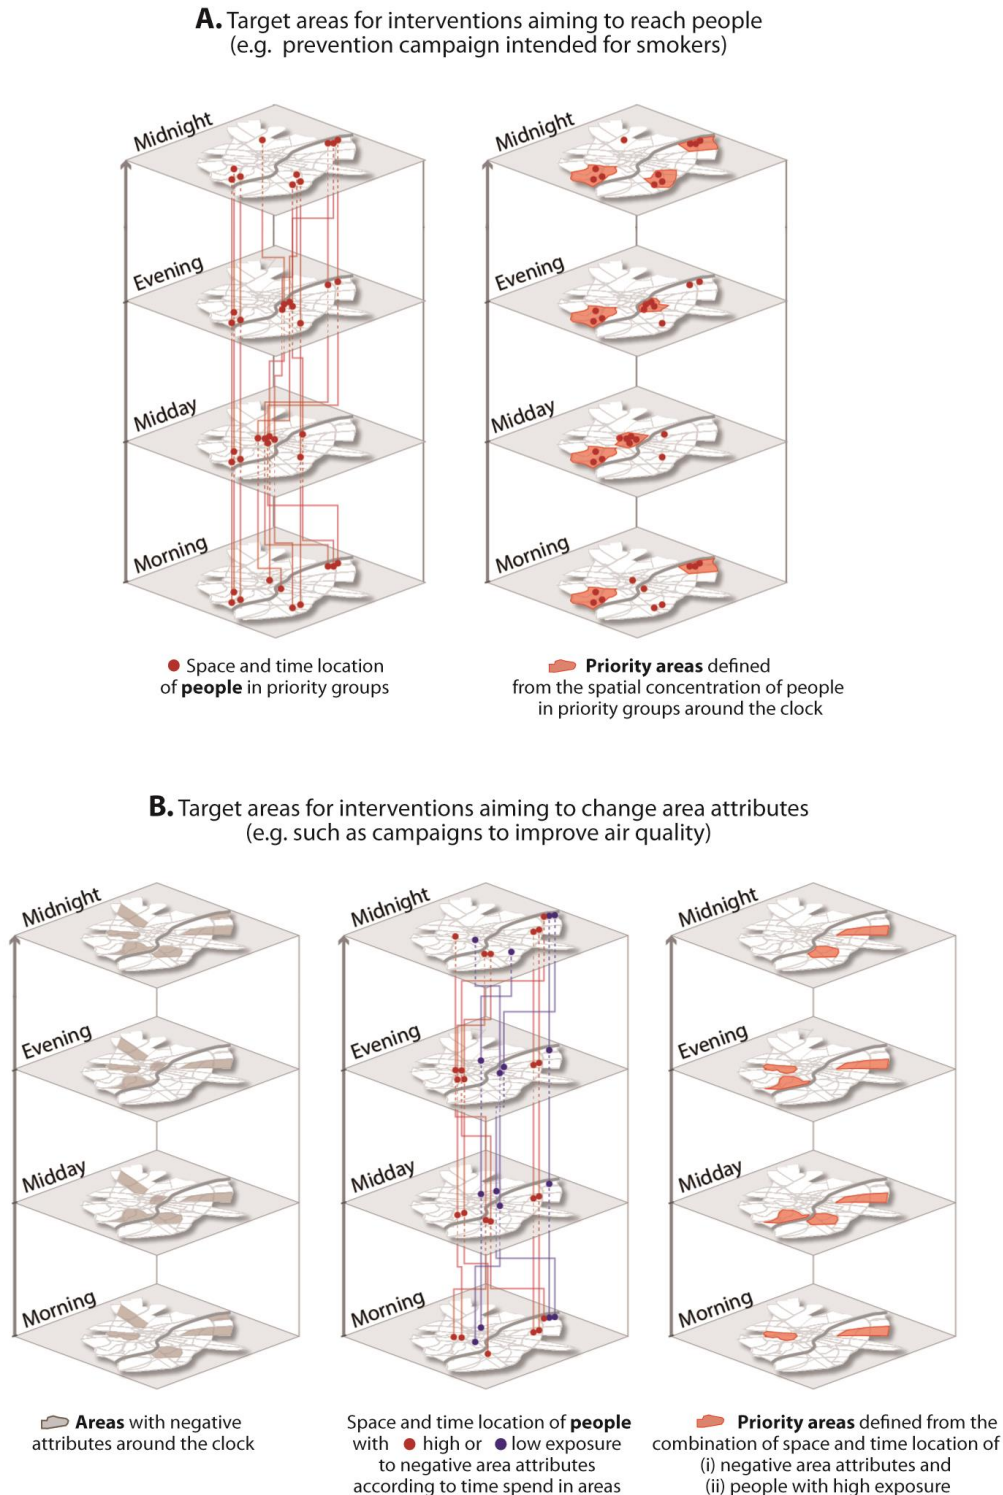 A. Target areas for interventions aiming to reach people
(e.g. prevention campaign intended for smokers)
Midnight
Evening
Midday
Morning
Midnight
Evening
Midday
Morning
Space and time location
of people in priority groups
Priority areas defined
from the spatial concentration of people
in priority groups around the clock
B. Target areas for interventions aiming to change area attributes
(e.g. such as campaigns to improve air quality)
Midnight
Evening
Midday
Morning
Midnight
Evening
Midday
Morning
Midnight
Evening
Midday
Morning
Areas with negative
attributes around the clock
Space and time location of people
with high or low exposure
to negative area attributes
according to time spend in areas
Priority areas defined from the
combination of space and time location of
(i) negative area attributes and
(ii) people with high exposure